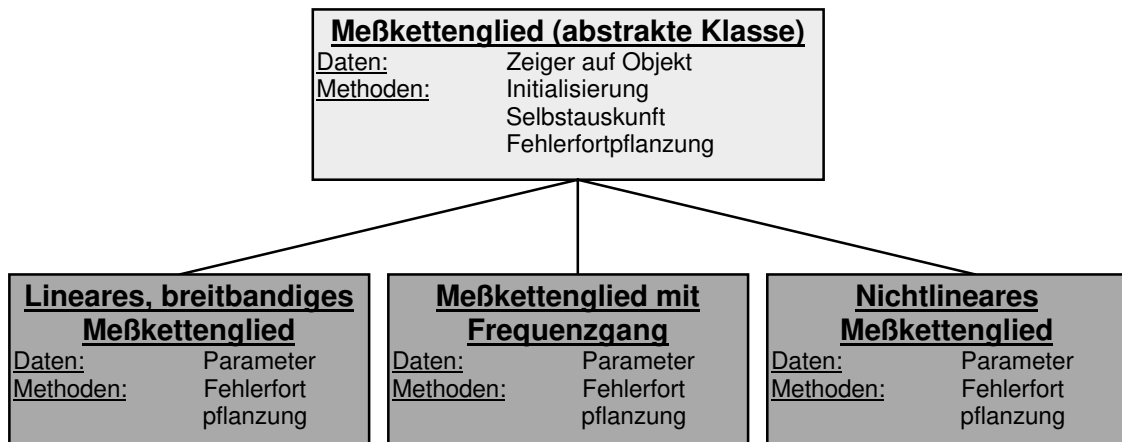 Meßkettenglied (abstrakte Klasse)
Daten: Zeiger auf Objekt
Methoden: Initialisierung
Selbstauskunft
Fehlerfortpflanzung
Lineares, breitbandiges
Meßkettenglied
Daten: Parameter
Methoden: Fehlerfort
pflanzung
Meßkettenglied mit
Frequenzgang
Daten: Parameter
Methoden: Fehlerfort
pflanzung
Nichtlineares
Meßkettenglied
Daten: Parameter
Methoden: Fehlerfort
pflanzung